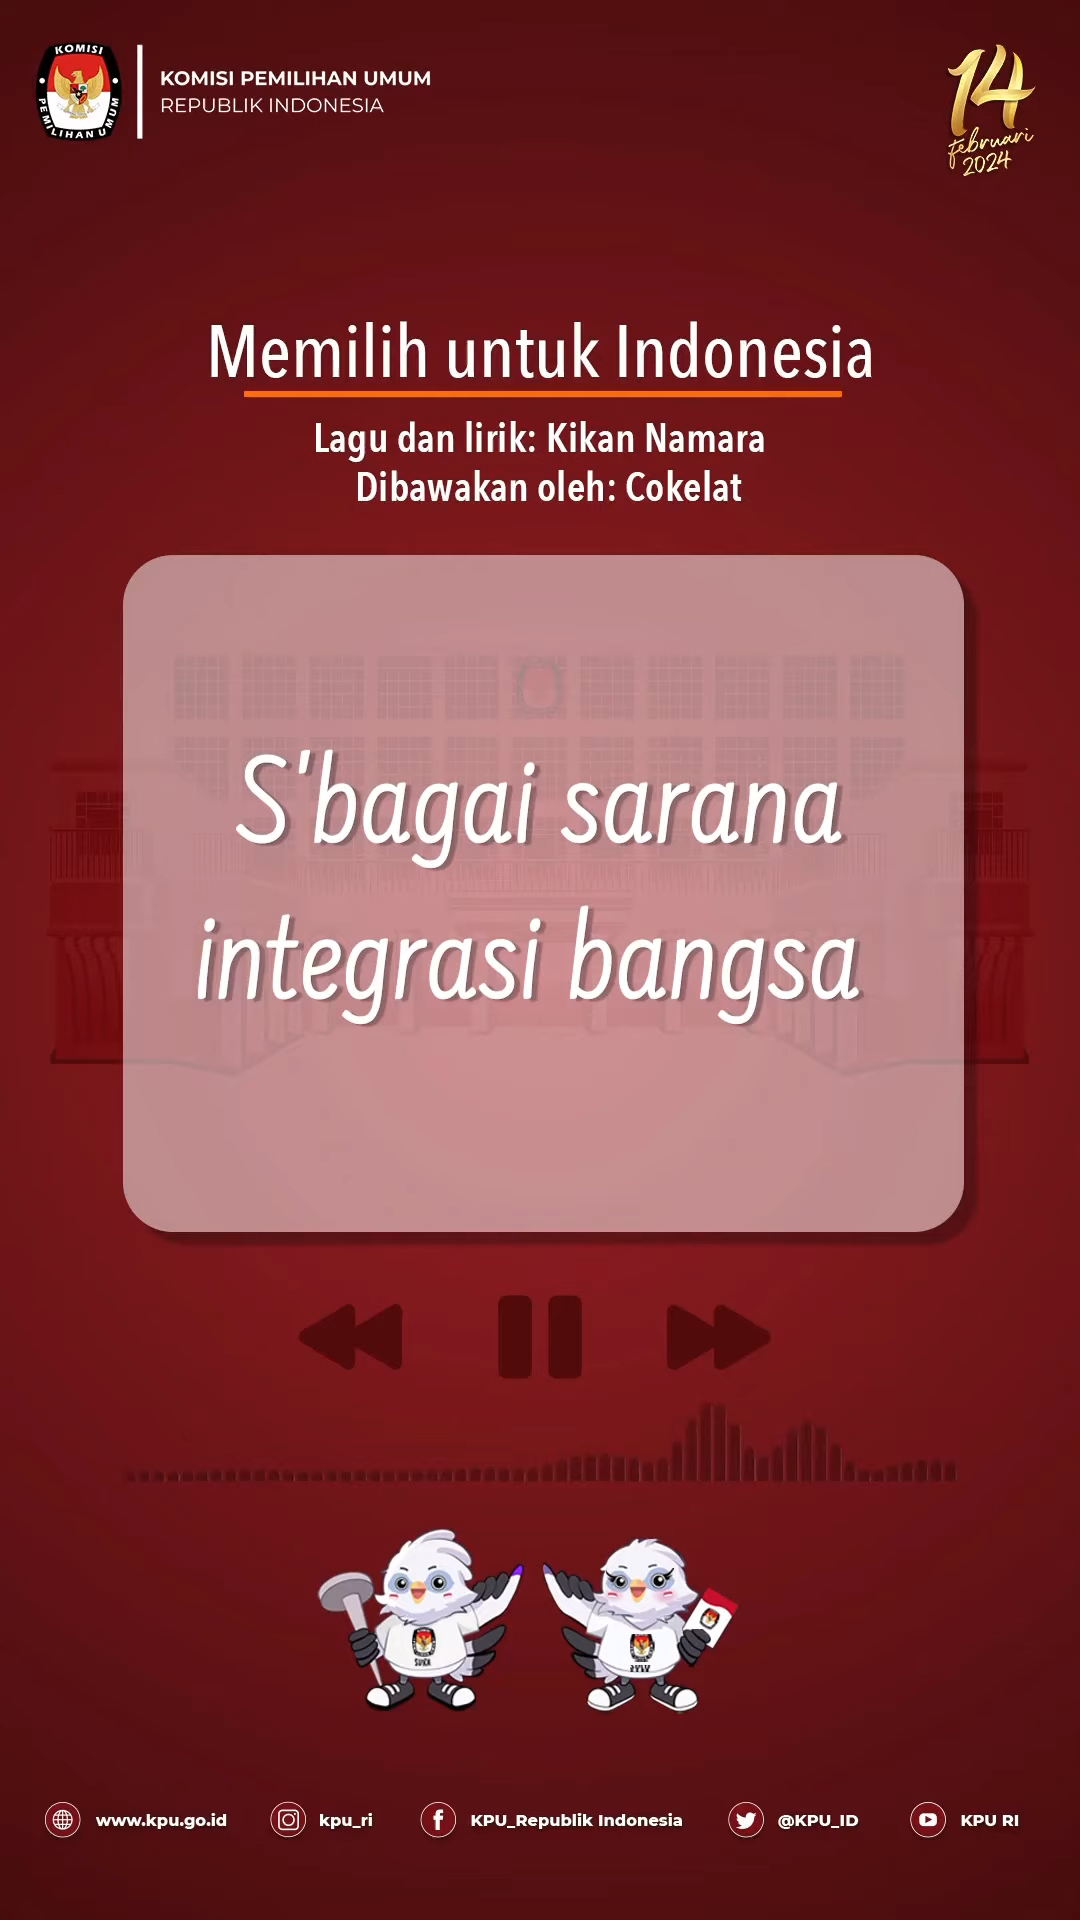 KOMISI
PEMILIHAN UMUM
KOMISI PEMILIHAN UMUM
REPUBLIK INDONESIA
14
Februari
2024
Memilih untuk Indonesia
Lagu dan lirik: Kikan Namara
Dibawakan oleh: Cokelat
S'bagai sarana
integrasi bangsa
SURA
www.kpu.go.id
kpu_ri
KPU_Republik Indonesia
@KPU_ID
KPU RI